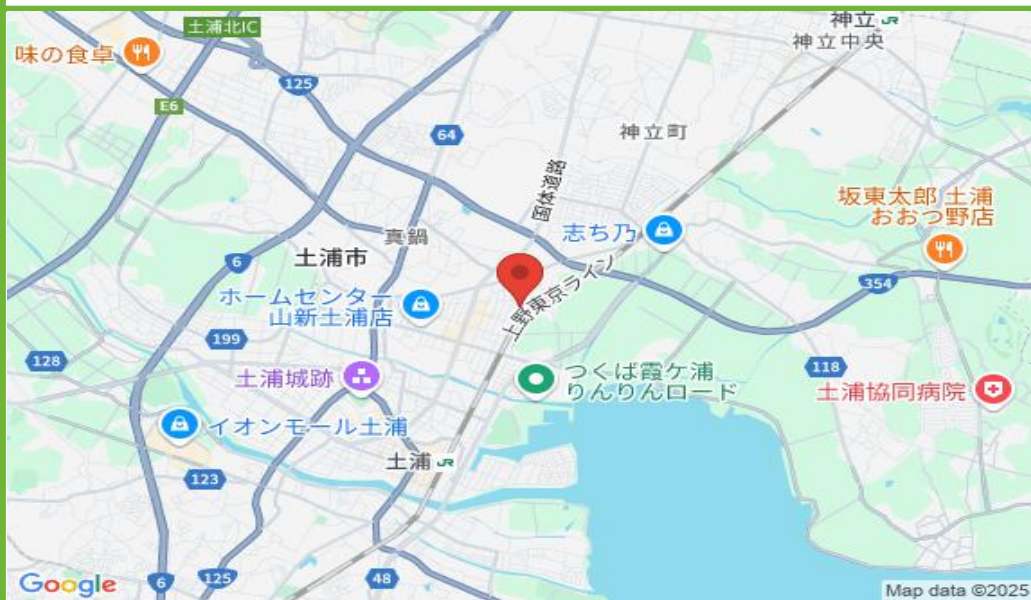 土浦北IC
神立 JR
神立中央
味の食卓
125
E6
64
神立町
国体道路
坂東太郎 土浦
おおつ野店
志ち乃
真鍋
6
土浦市
上野東京ライン
354
ホームセンター
山新土浦店
199
128
118
土浦城跡
つくば霞ケ浦
りんりんロード
土浦協同病院
イオンモール土浦
土浦 JR
123
Google
6
125
48
Map data ©2025